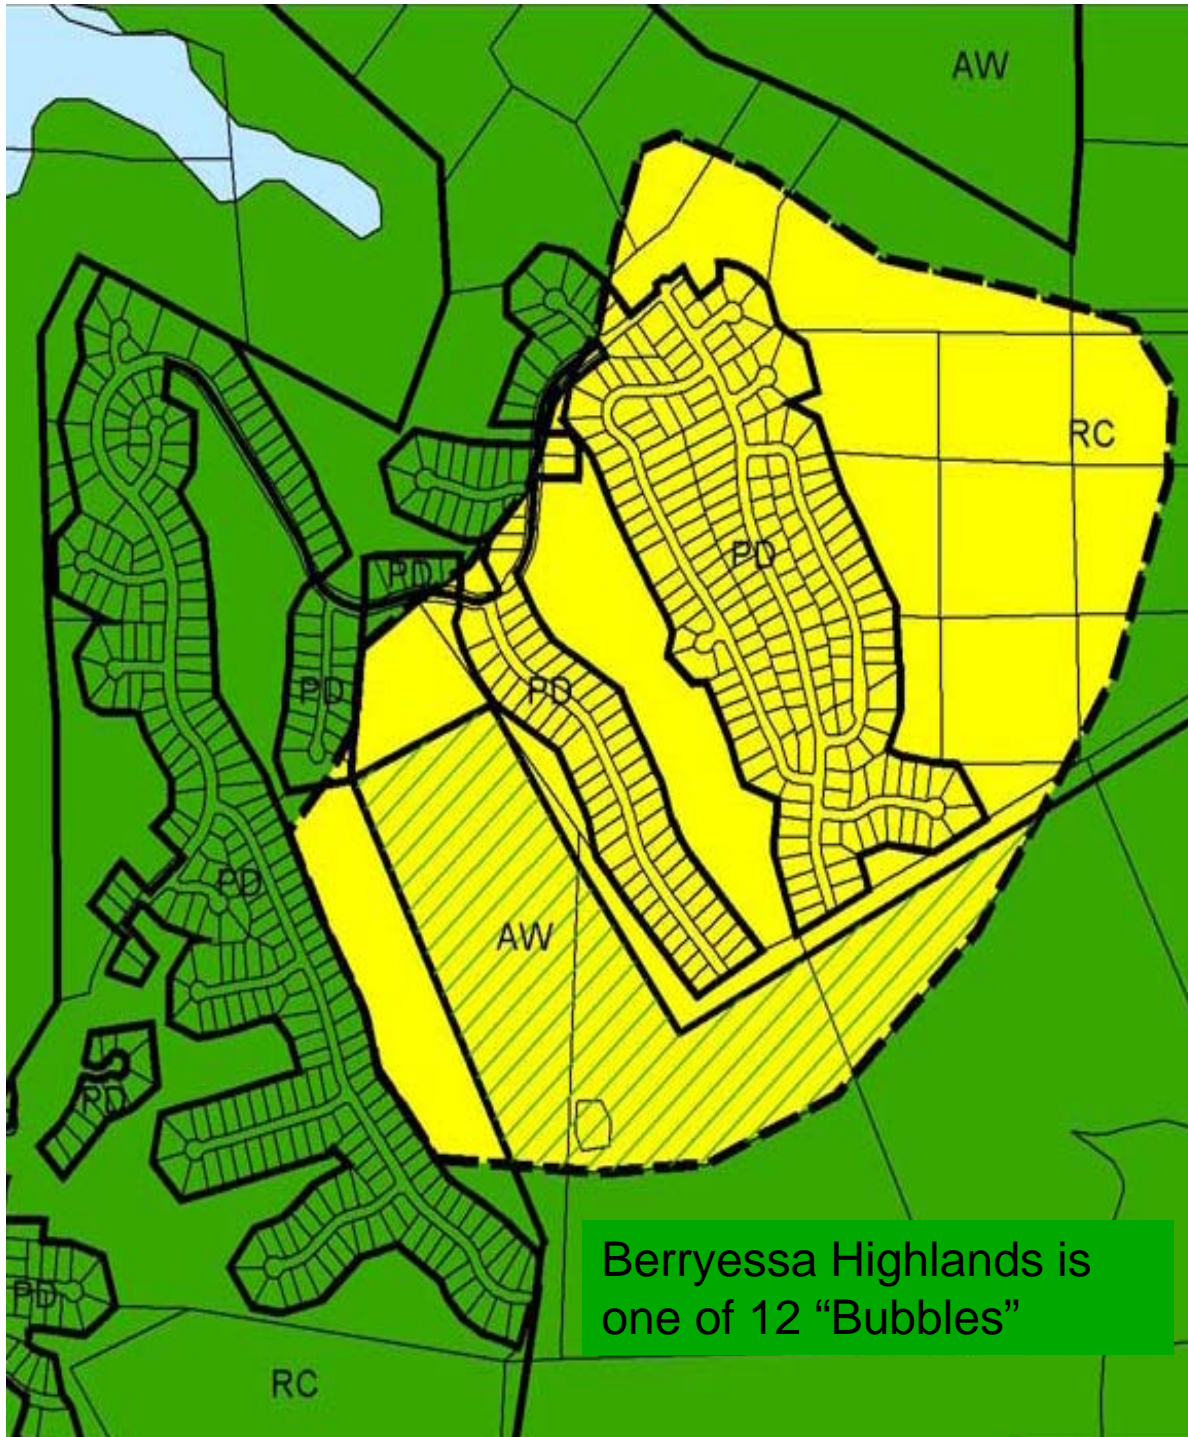 AW
RC
PD
PD
PD
PD
PD
AW
PD
PD
RC
Berryessa Highlands is
one of 12 “Bubbles”